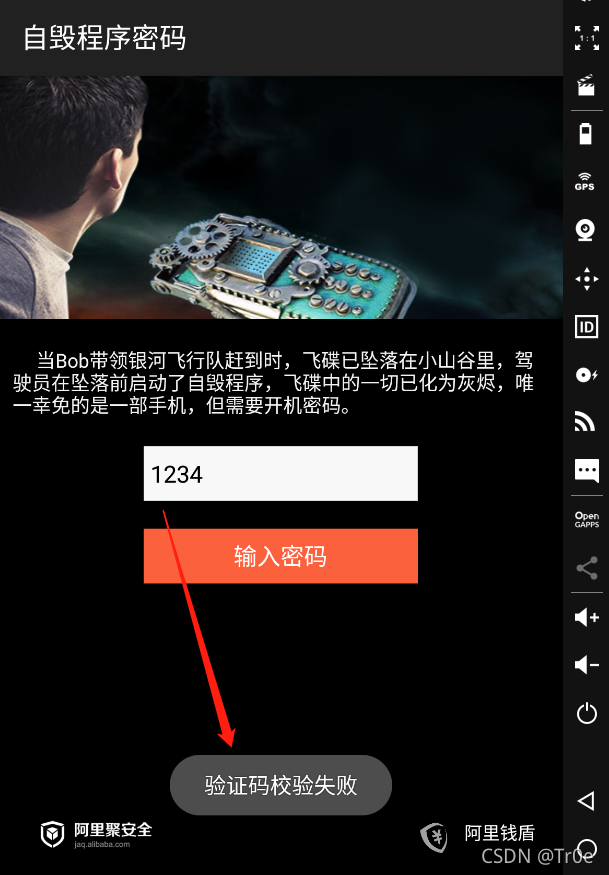 自毁程序密码
1:1
GPS
ID
当Bob带领银河飞行队赶到时，飞碟已坠落在小山谷里，驾
驶员在坠落前启动了自毁程序，飞碟中的一切已化为灰烬，唯
一幸免的是一部手机，但需要开机密码。
1234
Open
GAPPS
输入密码
验证码校验失败
阿里聚安全
jaq.alibaba.com
阿里钱盾
CSDN @Tr0e